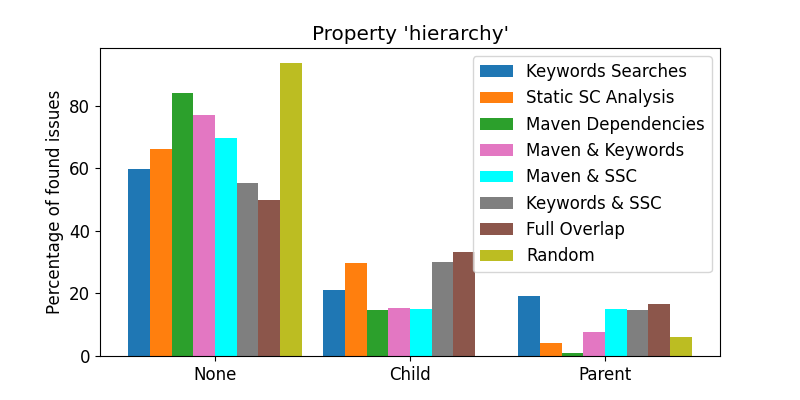 Property 'hierarchy'
Percentage of found issues
80
60
40
20
0
None
Child
Parent
Keywords Searches
Static SC Analysis
Maven Dependencies
Maven & Keywords
Maven & SSC
Keywords & SSC
Full Overlap
Random